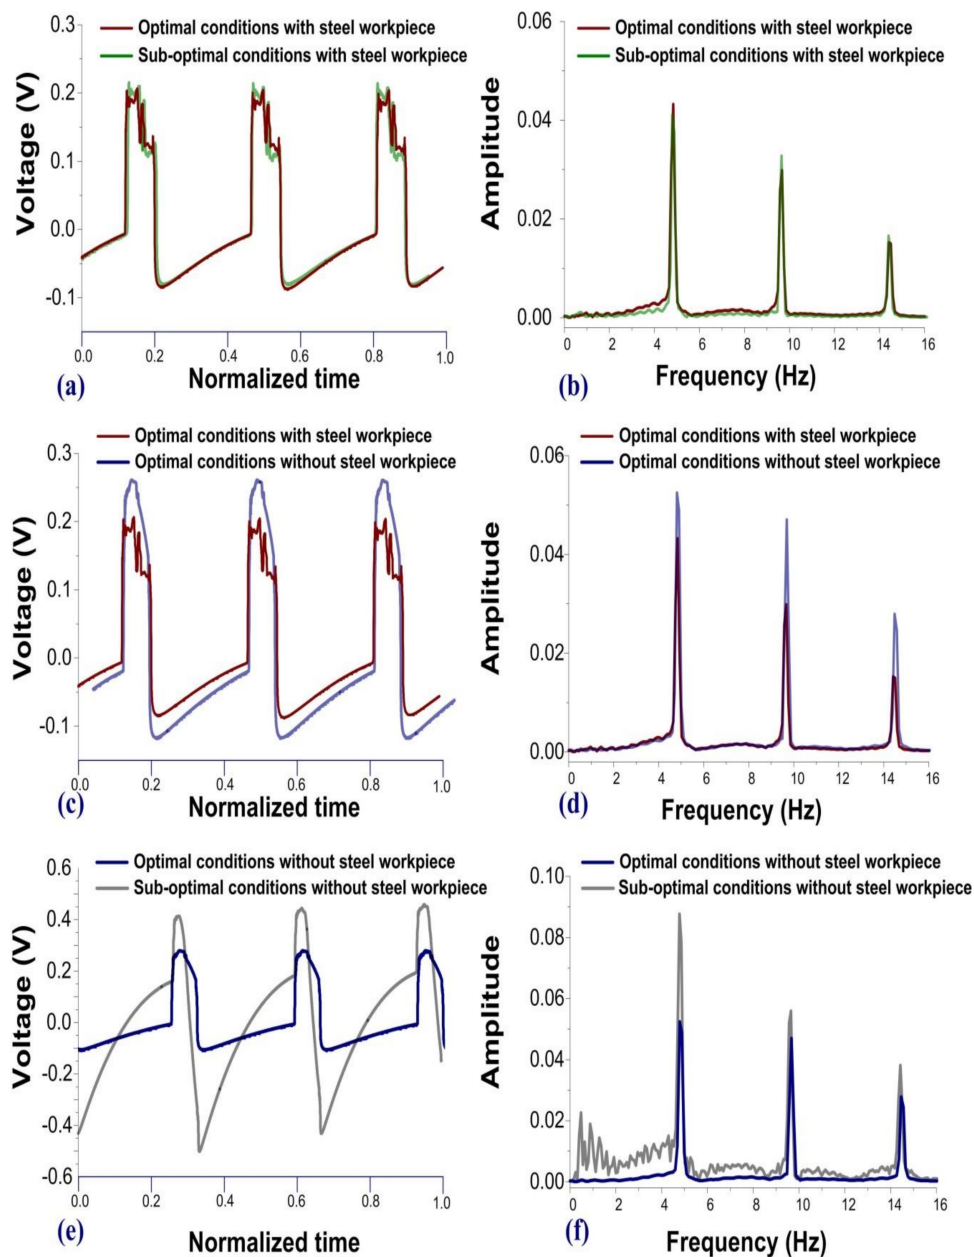 Optimal conditions with steel workpiece
Sub-optimal conditions with steel workpiece
Voltage (V)
0.3
0.2
0.1
0.0
-0.1
0.0 0.2 0.4 0.6 0.8 1.0
Normalized time
(a)
Optimal conditions with steel workpiece
Sub-optimal conditions with steel workpiece
Amplitude
0.06
0.04
0.02
0.00
0 2 4 6 8 10 12 14 16
Frequency (Hz)
(b)
Optimal conditions with steel workpiece
Optimal conditions without steel workpiece
Voltage (V)
0.3
0.2
0.1
0.0
-0.1
0.0 0.2 0.4 0.6 0.8 1.0
Normalized time
(c)
Optimal conditions with steel workpiece
Optimal conditions without steel workpiece
Amplitude
0.06
0.04
0.02
0.00
0 2 4 6 8 10 12 14 16
Frequency (Hz)
(d)
Optimal conditions without steel workpiece
Sub-optimal conditions without steel workpiece
Voltage (V)
0.6
0.4
0.2
0.0
-0.2
-0.4
-0.6
0.0 0.2 0.4 0.6 0.8 1.0
Normalized time
(e)
Optimal conditions without steel workpiece
Sub-optimal conditions without steel workpiece
Amplitude
0.10
0.08
0.06
0.04
0.02
0.00
0 2 4 6 8 10 12 14 16
Frequency (Hz)
(f)